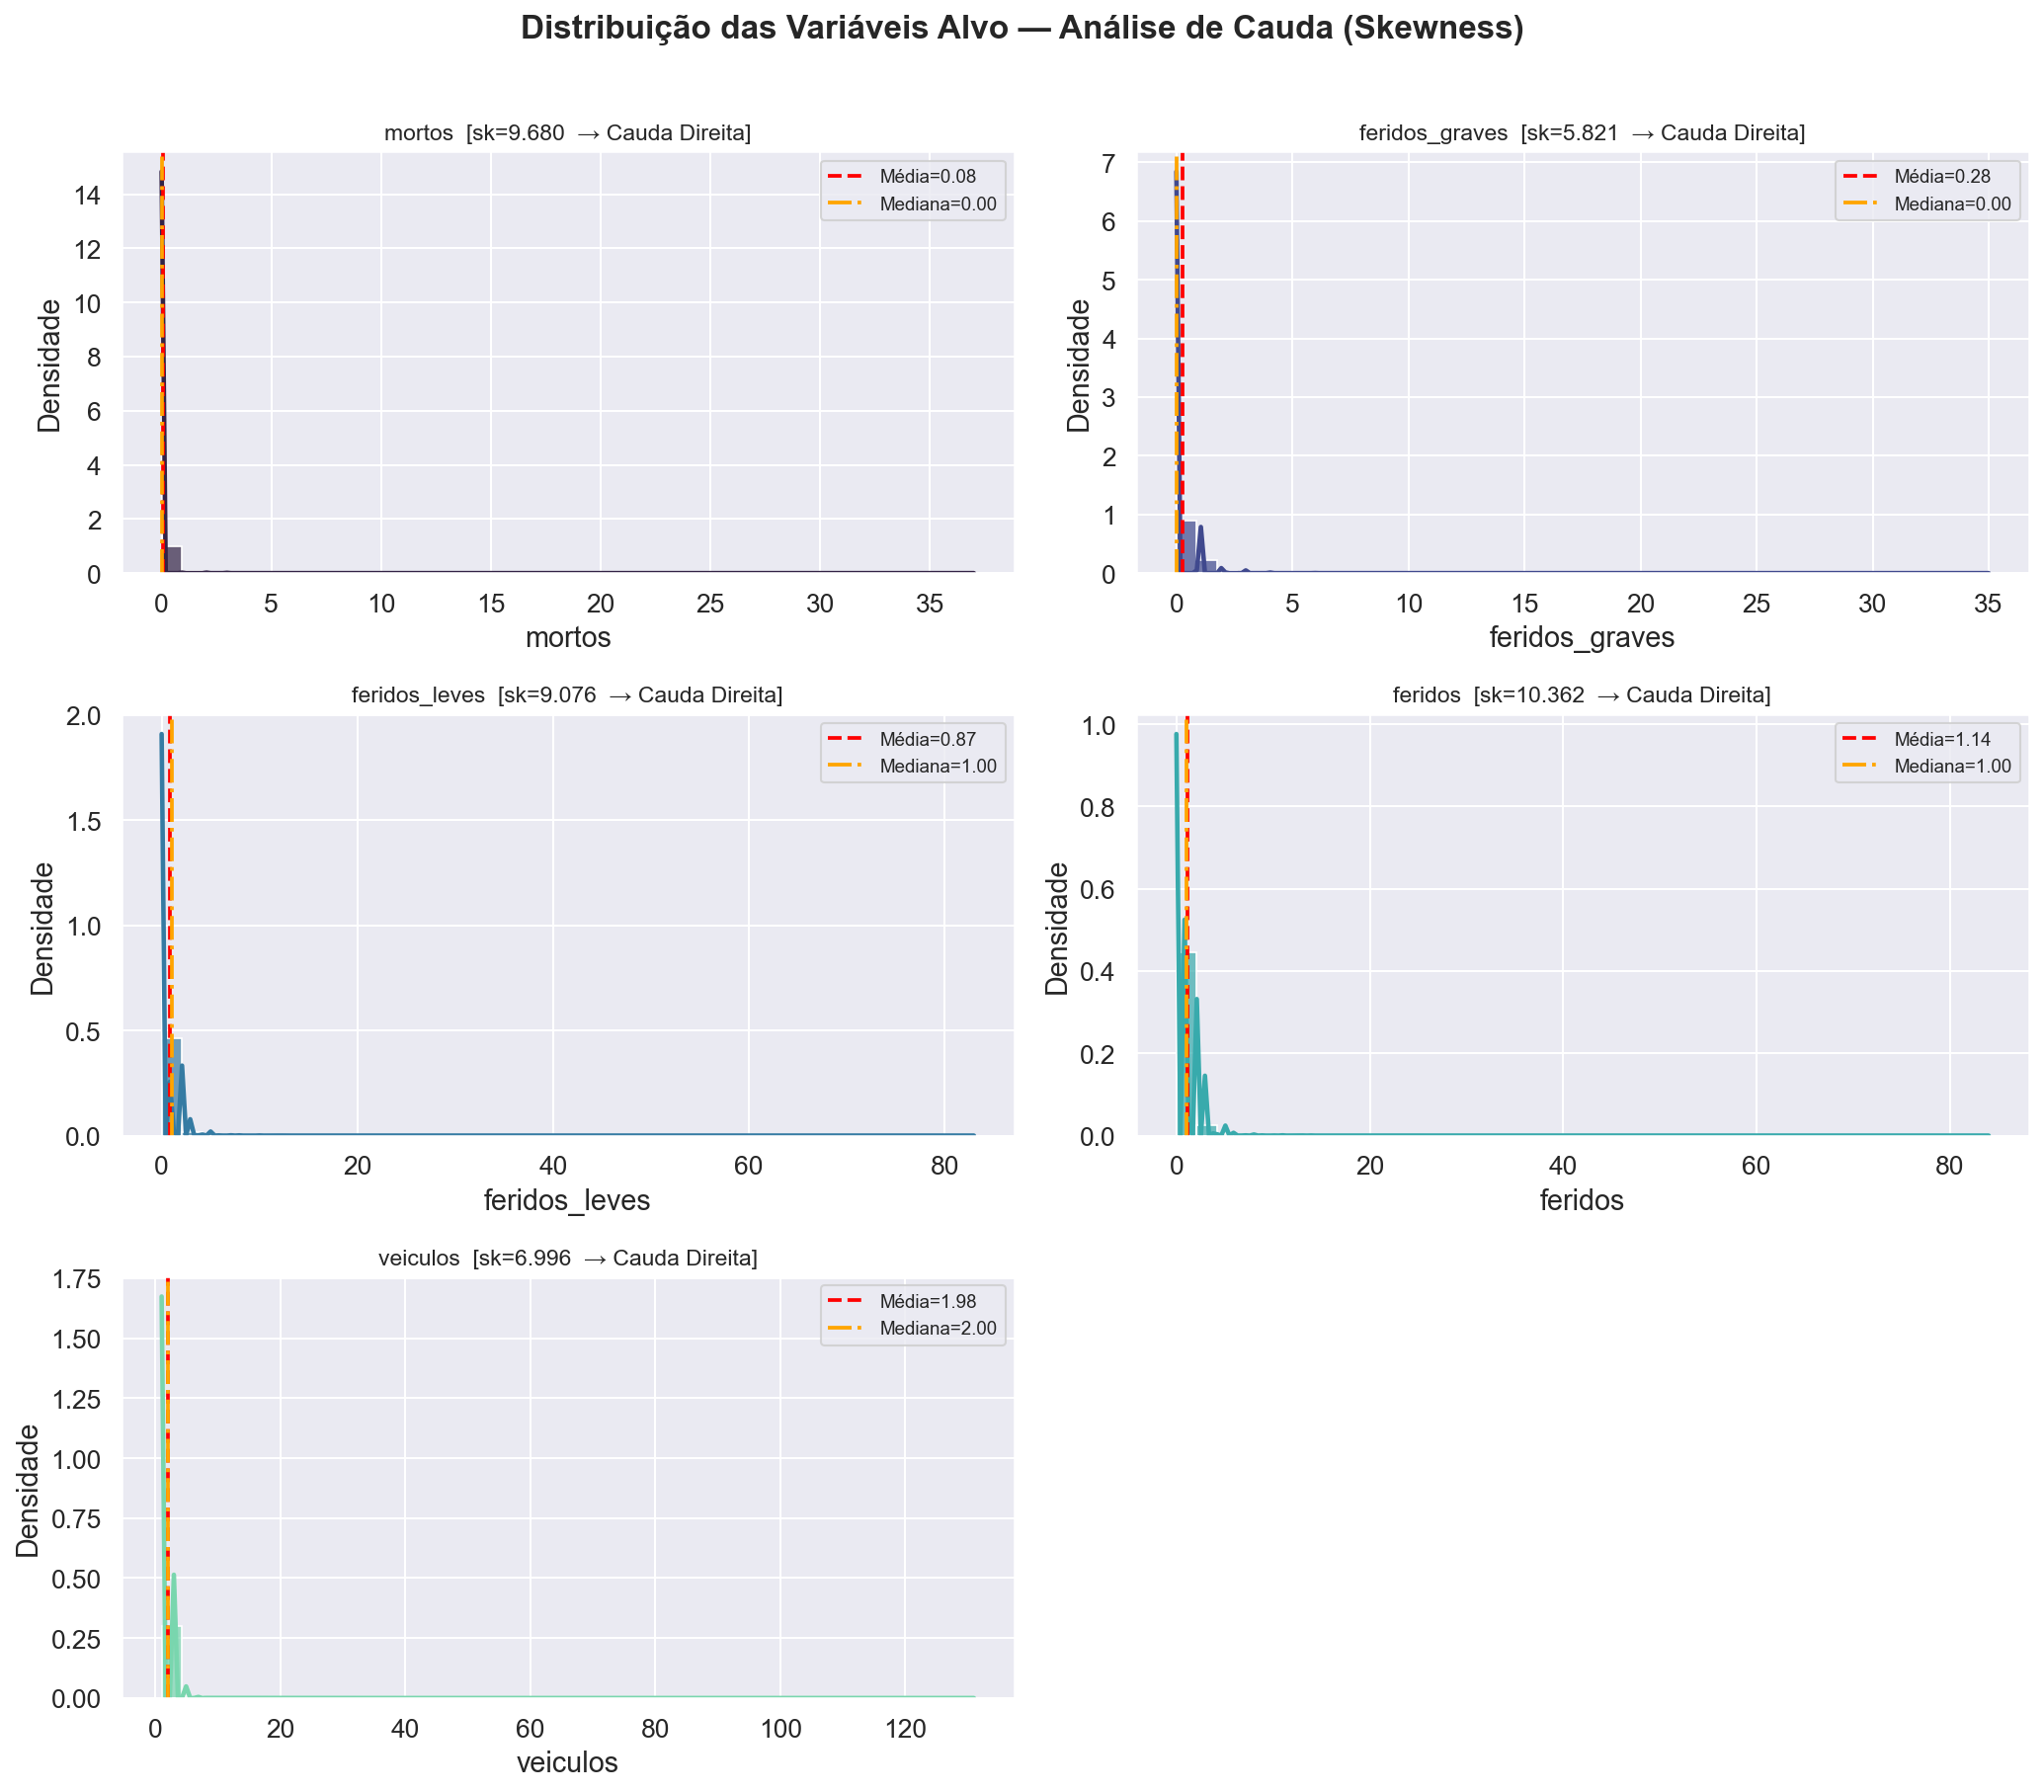 Distribuição das Variáveis Alvo — Análise de Cauda (Skewness)
mortos [sk=9.680 → Cauda Direita]
Média=0.08
Mediana=0.00
Densidade
14
12
10
8
6
4
2
0
0 5 10 15 20 25 30 35
mortos
feridos_graves [sk=5.821 → Cauda Direita]
Média=0.28
Mediana=0.00
Densidade
7
6
5
4
3
2
1
0
0 5 10 15 20 25 30 35
feridos_graves
feridos_leves [sk=9.076 → Cauda Direita]
Média=0.87
Mediana=1.00
Densidade
2.0
1.5
1.0
0.5
0.0
0 20 40 60 80
feridos_leves
feridos [sk=10.362 → Cauda Direita]
Média=1.14
Mediana=1.00
Densidade
1.0
0.8
0.6
0.4
0.2
0.0
0 20 40 60 80
feridos
veiculos [sk=6.996 → Cauda Direita]
Média=1.98
Mediana=2.00
Densidade
1.75
1.50
1.25
1.00
0.75
0.50
0.25
0.00
0 20 40 60 80 100 120
veiculos